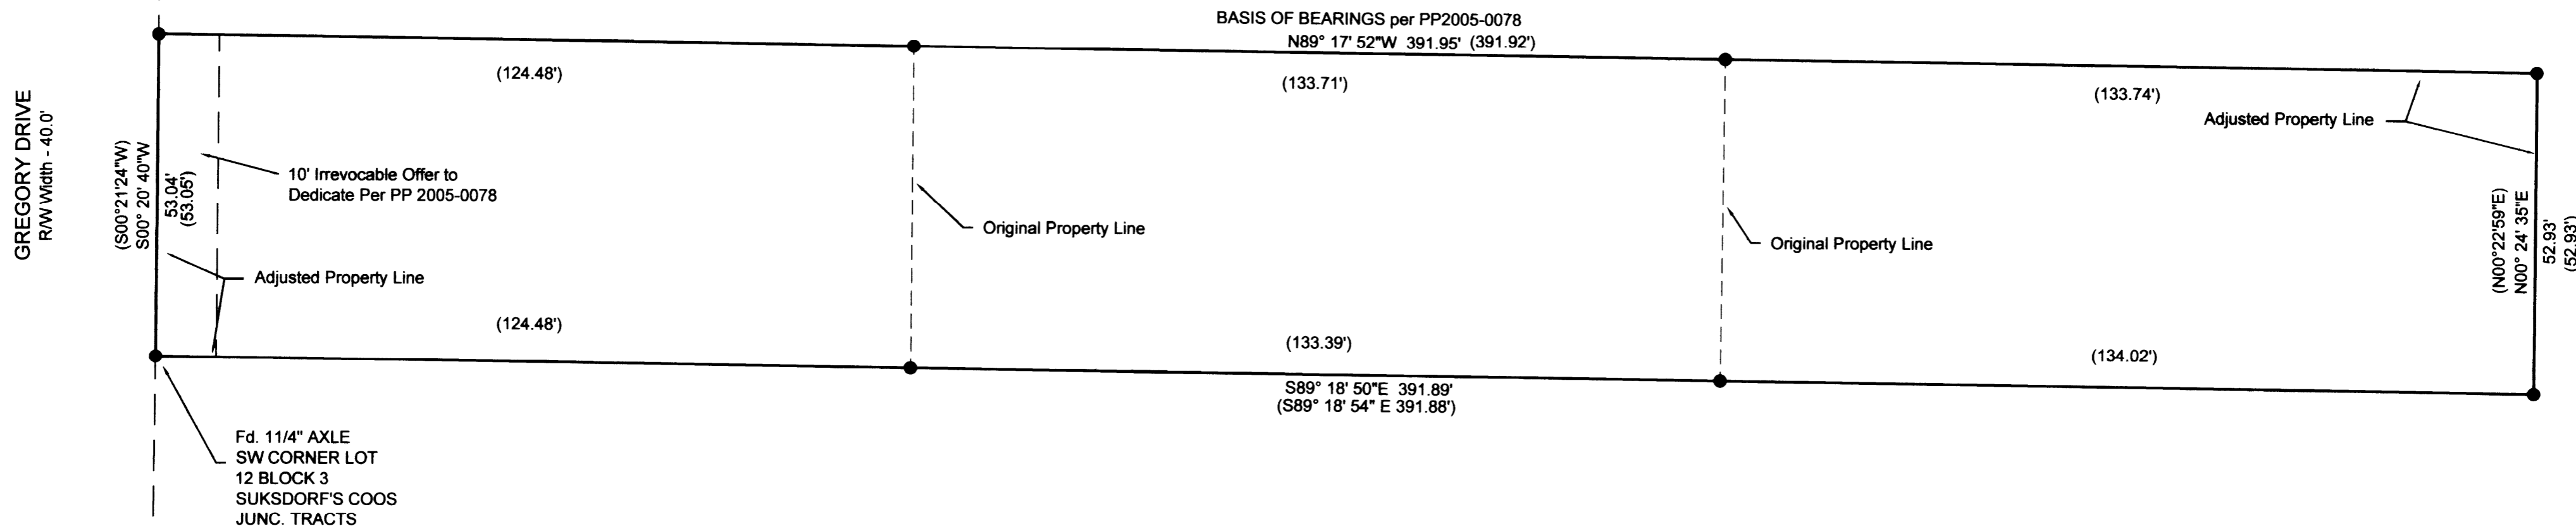 BASIS OF BEARINGS per PP2005-0078
N89° 17' 52"W 391.95' (391.92')
(124.48')
(133.71')
(133.74')
Adjusted Property Line
GREGORY DRIVE
R/W Width - 40.0'
(S00°21'24"W)
S00° 20' 40"W
53.04'
(53.05')
10' Irrevocable Offer to
Dedicate Per PP 2005-0078
Original Property Line
Original Property Line
(N00°22'59"E)
N00° 24' 35"E
52.93'
(52.93')
Adjusted Property Line
(124.48')
(133.39')
(134.02')
S89° 18' 50"E 391.89'
(S89° 18' 54" E 391.88')
Fd. 11/4" AXLE
SW CORNER LOT
12 BLOCK 3
SUKSDORF'S COOS
JUNC. TRACTS